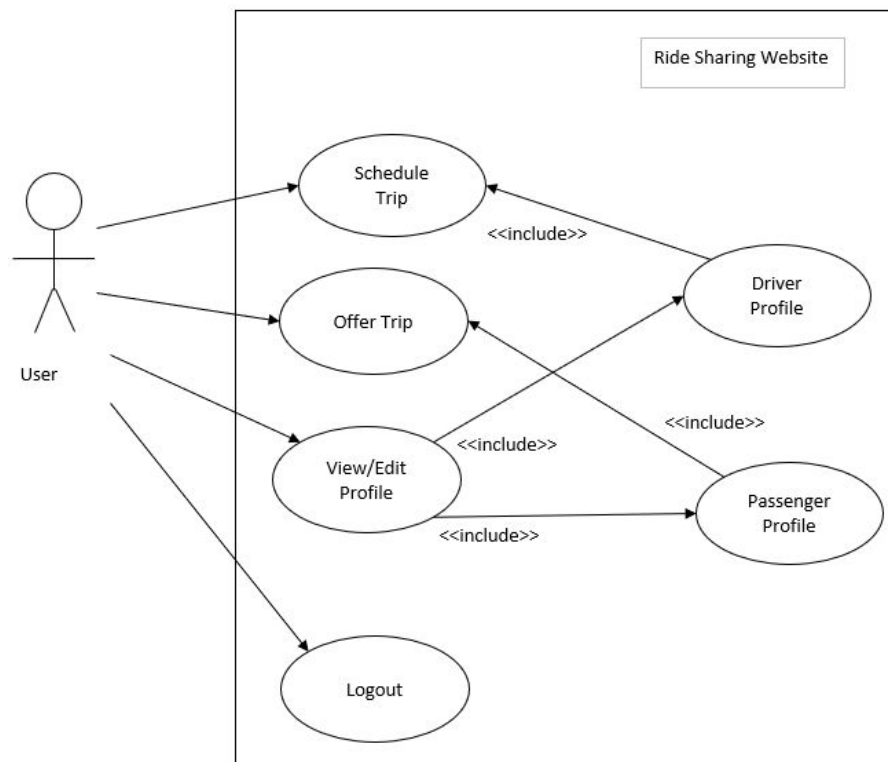 Ride Sharing Website
Schedule
Trip
<<include>>
Driver
Profile
Offer Trip
User
<<include>>
<<include>>
View/Edit
Profile
Passenger
Profile
<<include>>
Logout